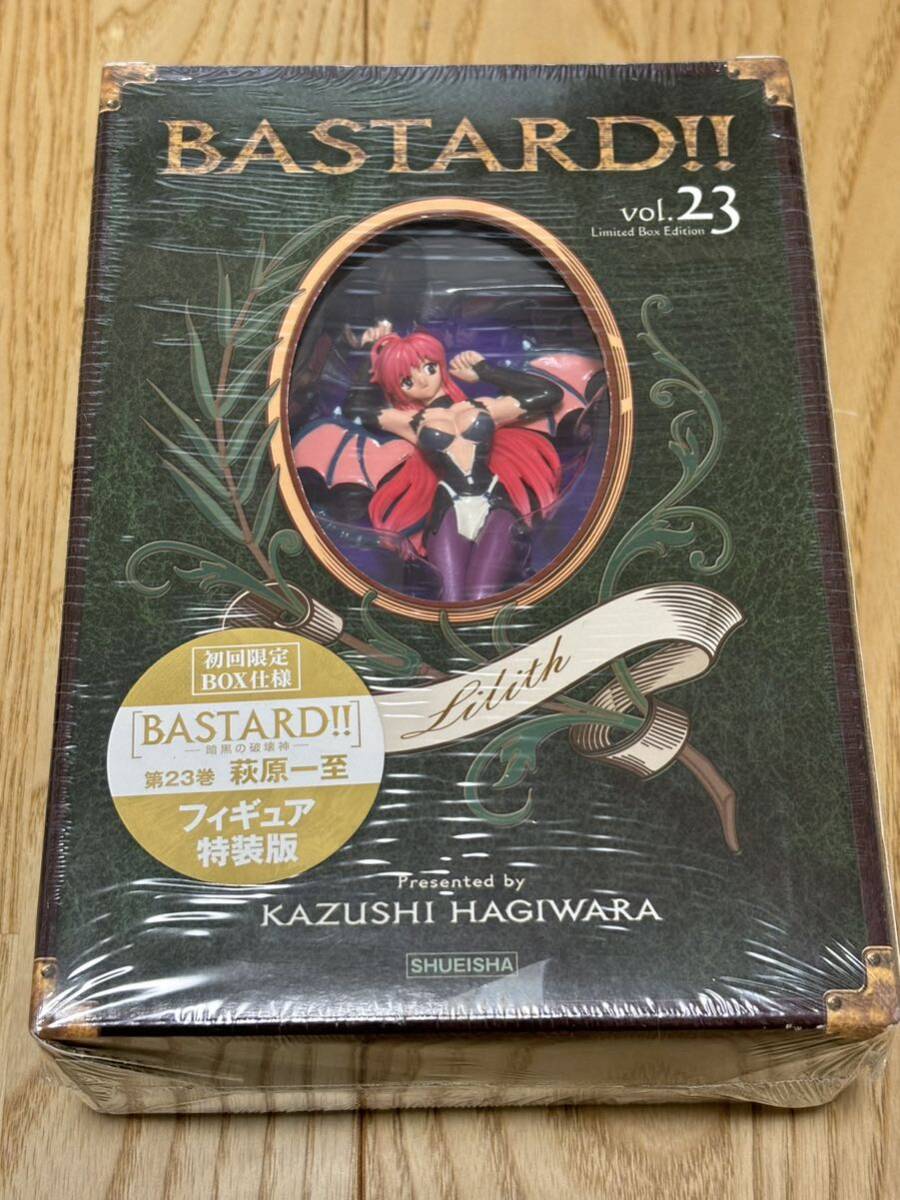 BASTARD!!
vol.23
Limited Box Edition
Lilith
初回限定
BOX仕様
BASTARD!!
暗黒の破壊神
第23巻 萩原一至
フィギュア
特装版
Presented by
KAZUSHI HAGIWARA
SHUEISHA